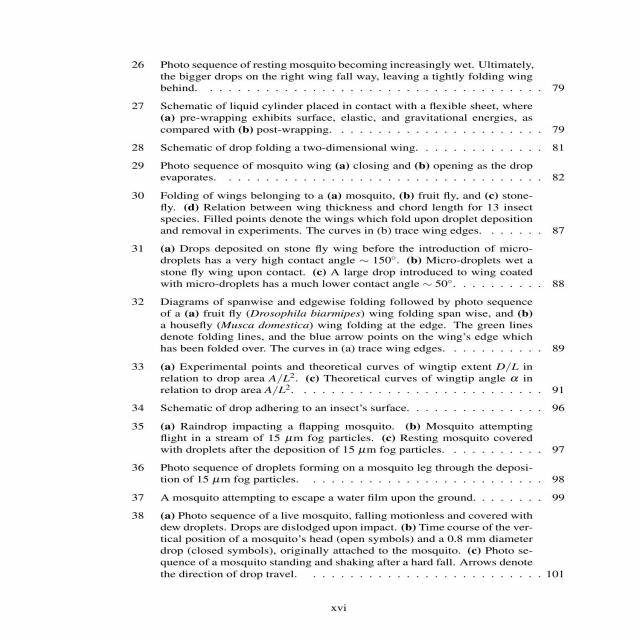 26 Photo sequence of resting mosquito becoming increasingly wet. Ultimately,
the bigger drops on the right wing fall way, leaving a tightly folding wing
behind. . . . . . . . . . . . . . . . . . . . . . . . . . . . . . . . . . . . . 79
27 Schematic of liquid cylinder placed in contact with a flexible sheet, where
(a) pre-wrapping exhibits surface, elastic, and gravitational energies, as
compared with (b) post-wrapping. . . . . . . . . . . . . . . . . . . . . . . 79
28 Schematic of drop folding a two-dimensional wing. . . . . . . . . . . . . . 81
29 Photo sequence of mosquito wing (a) closing and (b) opening as the drop
evaporates. . . . . . . . . . . . . . . . . . . . . . . . . . . . . . . . . . . 82
30 Folding of wings belonging to a (a) mosquito, (b) fruit fly, and (c) stone-
fly. (d) Relation between wing thickness and chord length for 13 insect
species. Filled points denote the wings which fold upon droplet deposition
and removal in experiments. The curves in (b) trace wing edges. . . . . . . 87
31 (a) Drops deposited on stone fly wing before the introduction of micro-
droplets has a very high contact angle ∼ 150°. (b) Micro-droplets wet a
stone fly wing upon contact. (c) A large drop introduced to wing coated
with micro-droplets has a much lower contact angle ∼ 50°. . . . . . . . . . 88
32 Diagrams of spanwise and edgewise folding followed by photo sequence
of a (a) fruit fly (Drosophila biarmipes) wing folding span wise, and (b)
a housefly (Musca domestica) wing folding at the edge. The green lines
denote folding lines, and the blue arrow points on the wing's edge which
has been folded over. The curves in (a) trace wing edges. . . . . . . . . . . 89
33 (a) Experimental points and theoretical curves of wingtip extent D/L in
relation to drop area A/L². (c) Theoretical curves of wingtip angle α in
relation to drop area A/L². . . . . . . . . . . . . . . . . . . . . . . . . . . 91
34 Schematic of drop adhering to an insect's surface. . . . . . . . . . . . . . . 96
35 (a) Raindrop impacting a flapping mosquito. (b) Mosquito attempting
flight in a stream of 15 μm fog particles. (c) Resting mosquito covered
with droplets after the deposition of 15 μm fog particles. . . . . . . . . . . 97
36 Photo sequence of droplets forming on a mosquito leg through the deposi-
tion of 15 μm fog particles. . . . . . . . . . . . . . . . . . . . . . . . . . 98
37 A mosquito attempting to escape a water film upon the ground. . . . . . . . 99
38 (a) Photo sequence of a live mosquito, falling motionless and covered with
dew droplets. Drops are dislodged upon impact. (b) Time course of the ver-
tical position of a mosquito's head (open symbols) and a 0.8 mm diameter
drop (closed symbols), originally attached to the mosquito. (c) Photo se-
quence of a mosquito standing and shaking after a hard fall. Arrows denote
the direction of drop travel. . . . . . . . . . . . . . . . . . . . . . . . . . 101
xvi